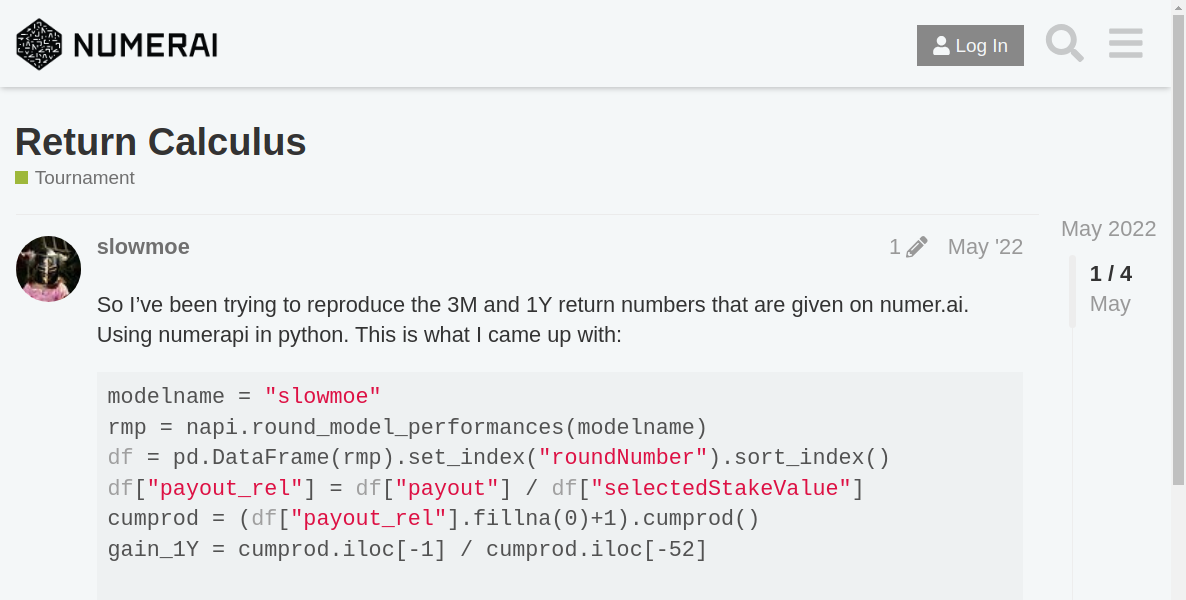 NUMERAI
Log In
Return Calculus
Tournament
slowmoe
1
May '22
May 2022
1 / 4
May
So I’ve been trying to reproduce the 3M and 1Y return numbers that are given on numer.ai.
Using numerapi in python. This is what I came up with:
modelname = "slowmoe"
rmp = napi.round_model_performances(modelname)
df = pd.DataFrame(rmp).set_index("roundNumber").sort_index()
df["payout_rel"] = df["payout"] / df["selectedStakeValue"]
cumprod = (df["payout_rel"].fillna(0)+1).cumprod()
gain_1Y = cumprod.iloc[-1] / cumprod.iloc[-52]